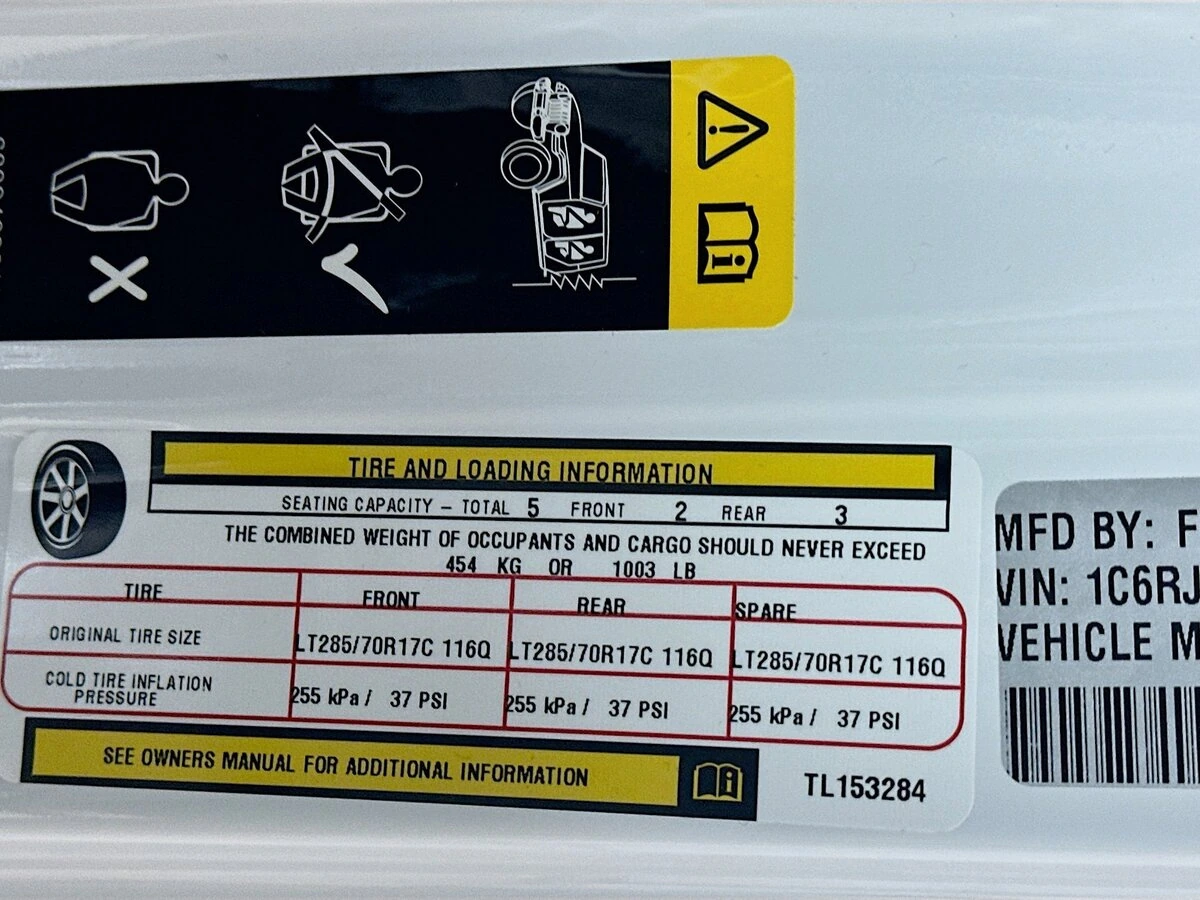 TIRE AND LOADING INFORMATION
SEATING CAPACITY – TOTAL 5 FRONT 2 REAR 3
THE COMBINED WEIGHT OF OCCUPANTS AND CARGO SHOULD NEVER EXCEED
454 KG OR 1003 LB
TIRE FRONT REAR SPARE
ORIGINAL TIRE SIZE LT285/70R17C 116Q LT285/70R17C 116Q LT285/70R17C 116Q
COLD TIRE INFLATION PRESSURE 255 kPa / 37 PSI 255 kPa / 37 PSI 255 kPa / 37 PSI
SEE OWNERS MANUAL FOR ADDITIONAL INFORMATION
TL153284
MFD BY: F
VIN: 1C6RJ
VEHICLE M